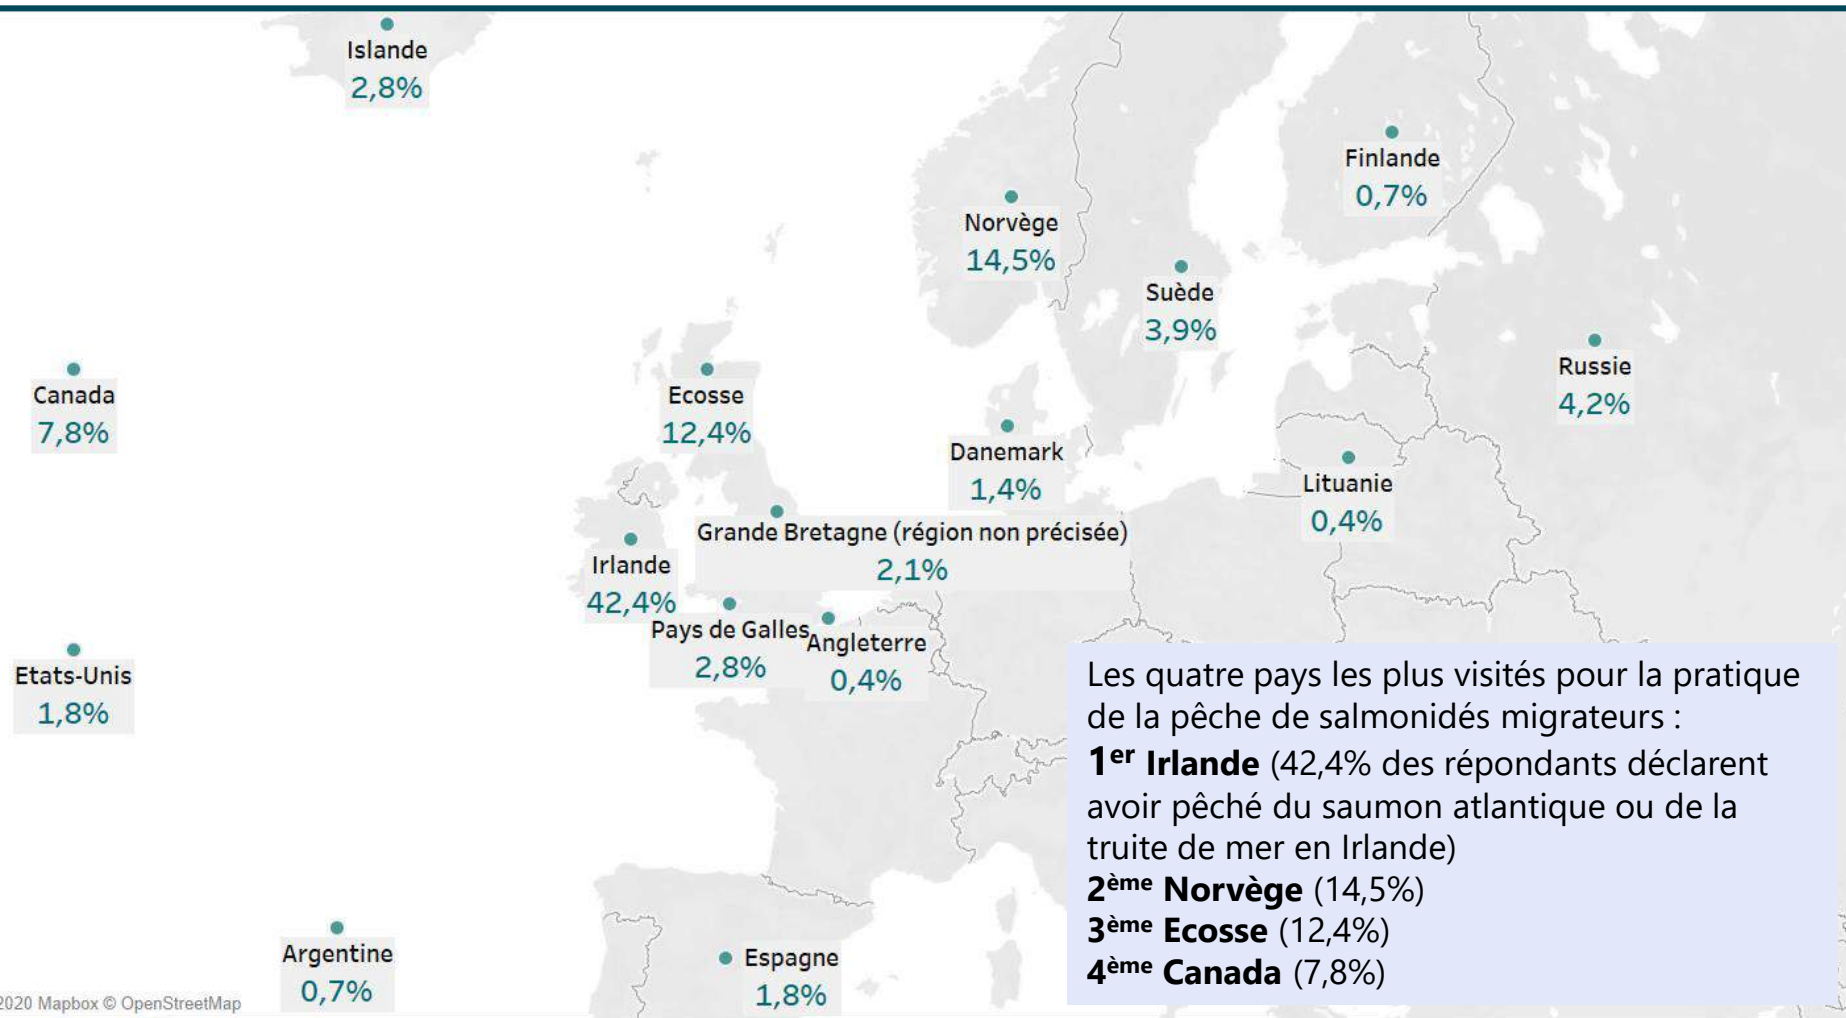 Islande
2,8%
Finlande
0,7%
Norvège
14,5%
Suède
3,9%
Russie
4,2%
Canada
7,8%
Ecosse
12,4%
Danemark
1,4%
Lituanie
0,4%
Grande Bretagne (région non précisée)
2,1%
Irlande
42,4%
Pays de Galles
2,8%
Angleterre
0,4%
Etats-Unis
1,8%
Les quatre pays les plus visités pour la pratique
de la pêche de salmonidés migrateurs :
1er Irlande (42,4% des répondants déclarent
avoir pêché du saumon atlantique ou de la
truite de mer en Irlande)
2ème Norvège (14,5%)
3ème Ecosse (12,4%)
4ème Canada (7,8%)
Argentine
0,7%
Espagne
1,8%
2020 Mapbox © OpenStreetMap